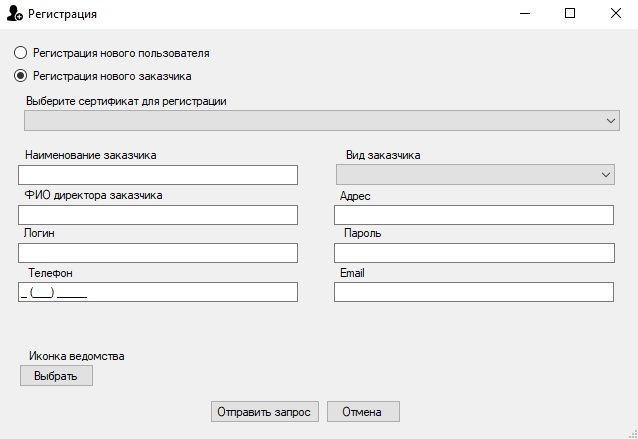 Регистрация
Регистрация нового пользователя
Регистрация нового заказчика
Выберите сертификат для регистрации
Наименование заказчика
Вид заказчика
ФИО директора заказчика
Адрес
Логин
Пароль
Телефон
Email
_ (___) _____
Иконка ведомства
Выбрать
Отправить запрос
Отмена